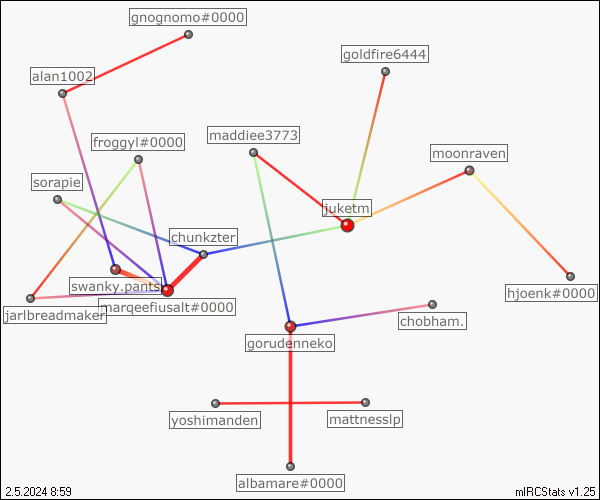 gnognomo#0000
goldfire6444
alan1002
maddiee3773
froggyl#0000
moonraven
sorapie
juketm
chunkzter
swanky.pants
hjoenk#0000
marqeefiusalt#0000
jarlbreadmaker
chobham.
gorudenneko
yoshimanden
mattnesslp
albamare#0000
2.5.2024 8:59
mIRCStats v1.25